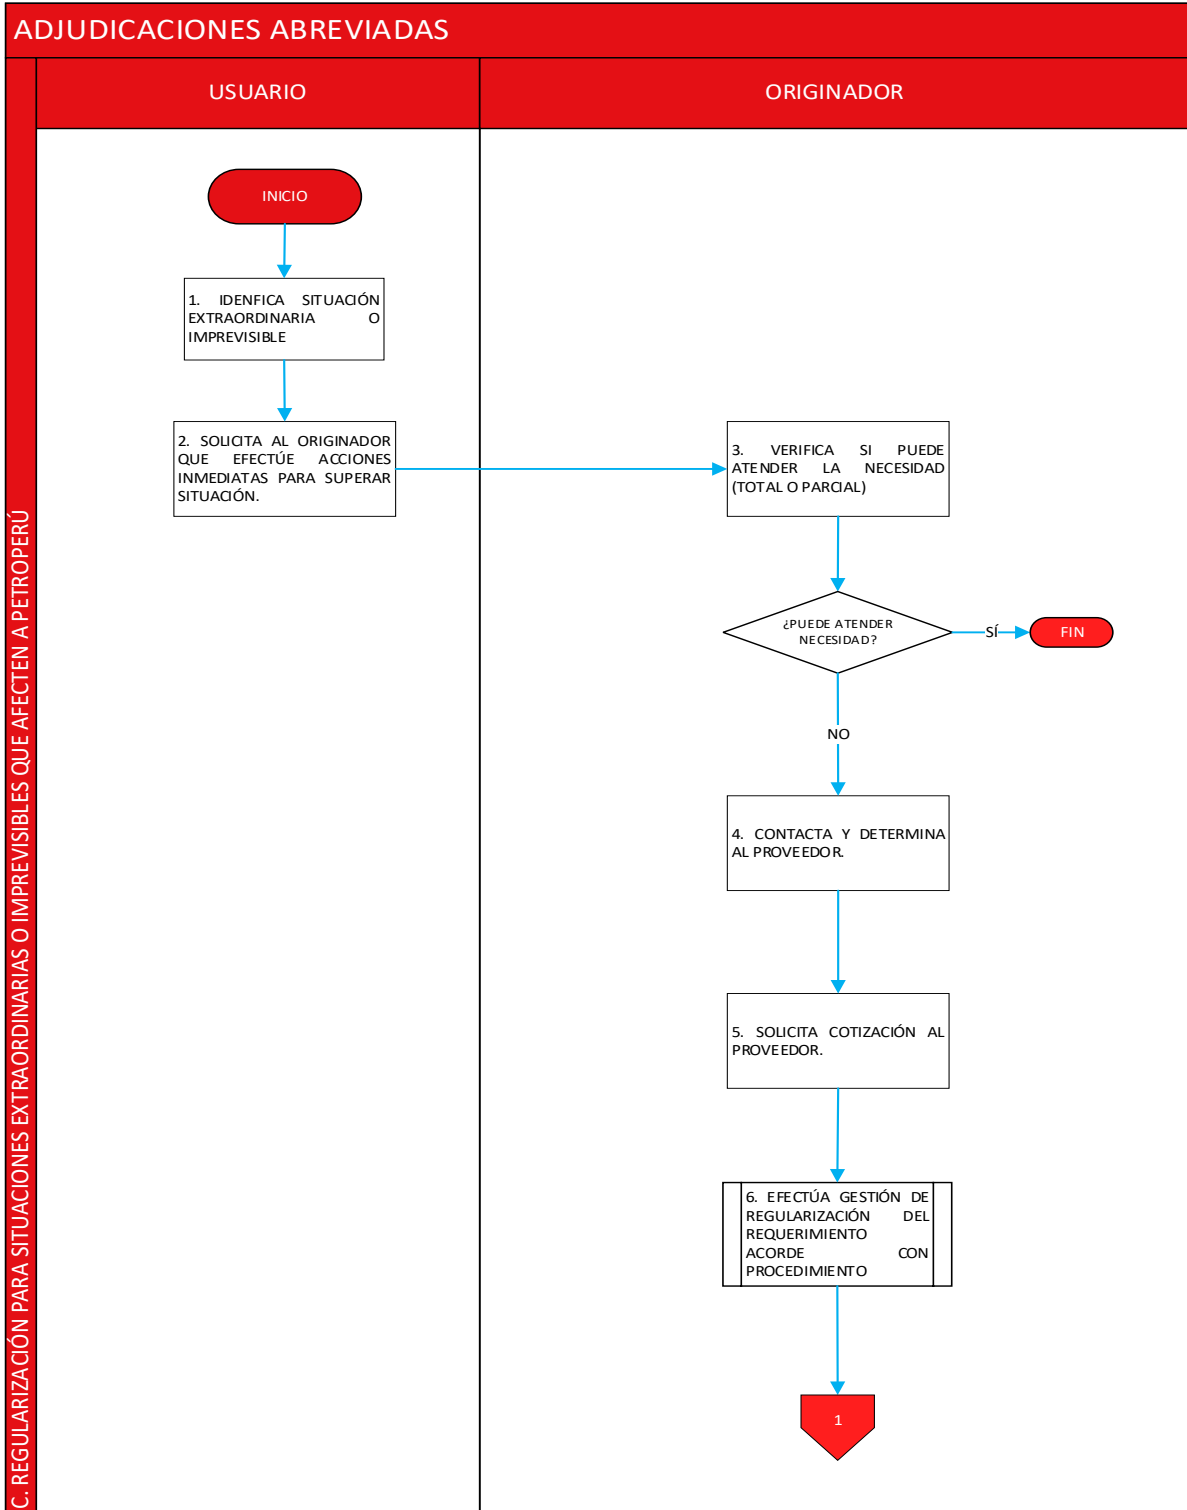 ADJUDICACIONES ABREVIADAS
USUARIO
ORIGINADOR
C. REGULARIZACIÓN PARA SITUACIONES EXTRAORDINARIAS O IMPREVISIBLES QUE AFECTEN A PETROPERÚ
INICIO
1. IDENFICA SITUACIÓN
EXTRAORDINARIA O
IMPREVISIBLE
2. SOLICITA AL ORIGINADOR
QUE EFECTÚE ACCIONES
INMEDIATAS PARA SUPERAR
SITUACIÓN.
3. VERIFICA SI PUEDE
ATENDER LA NECESIDAD
(TOTAL O PARCIAL)
¿PUEDE ATENDER
NECESIDAD?
SÍ
FIN
NO
4. CONTACTA Y DETERMINA
AL PROVEEDOR.
5. SOLICITA COTIZACIÓN AL
PROVEEDOR.
6. EFECTÚA GESTIÓN DE
REGULARIZACIÓN DEL
REQUERIMIENTO
ACORDE CON
PROCEDIMIENTO
1